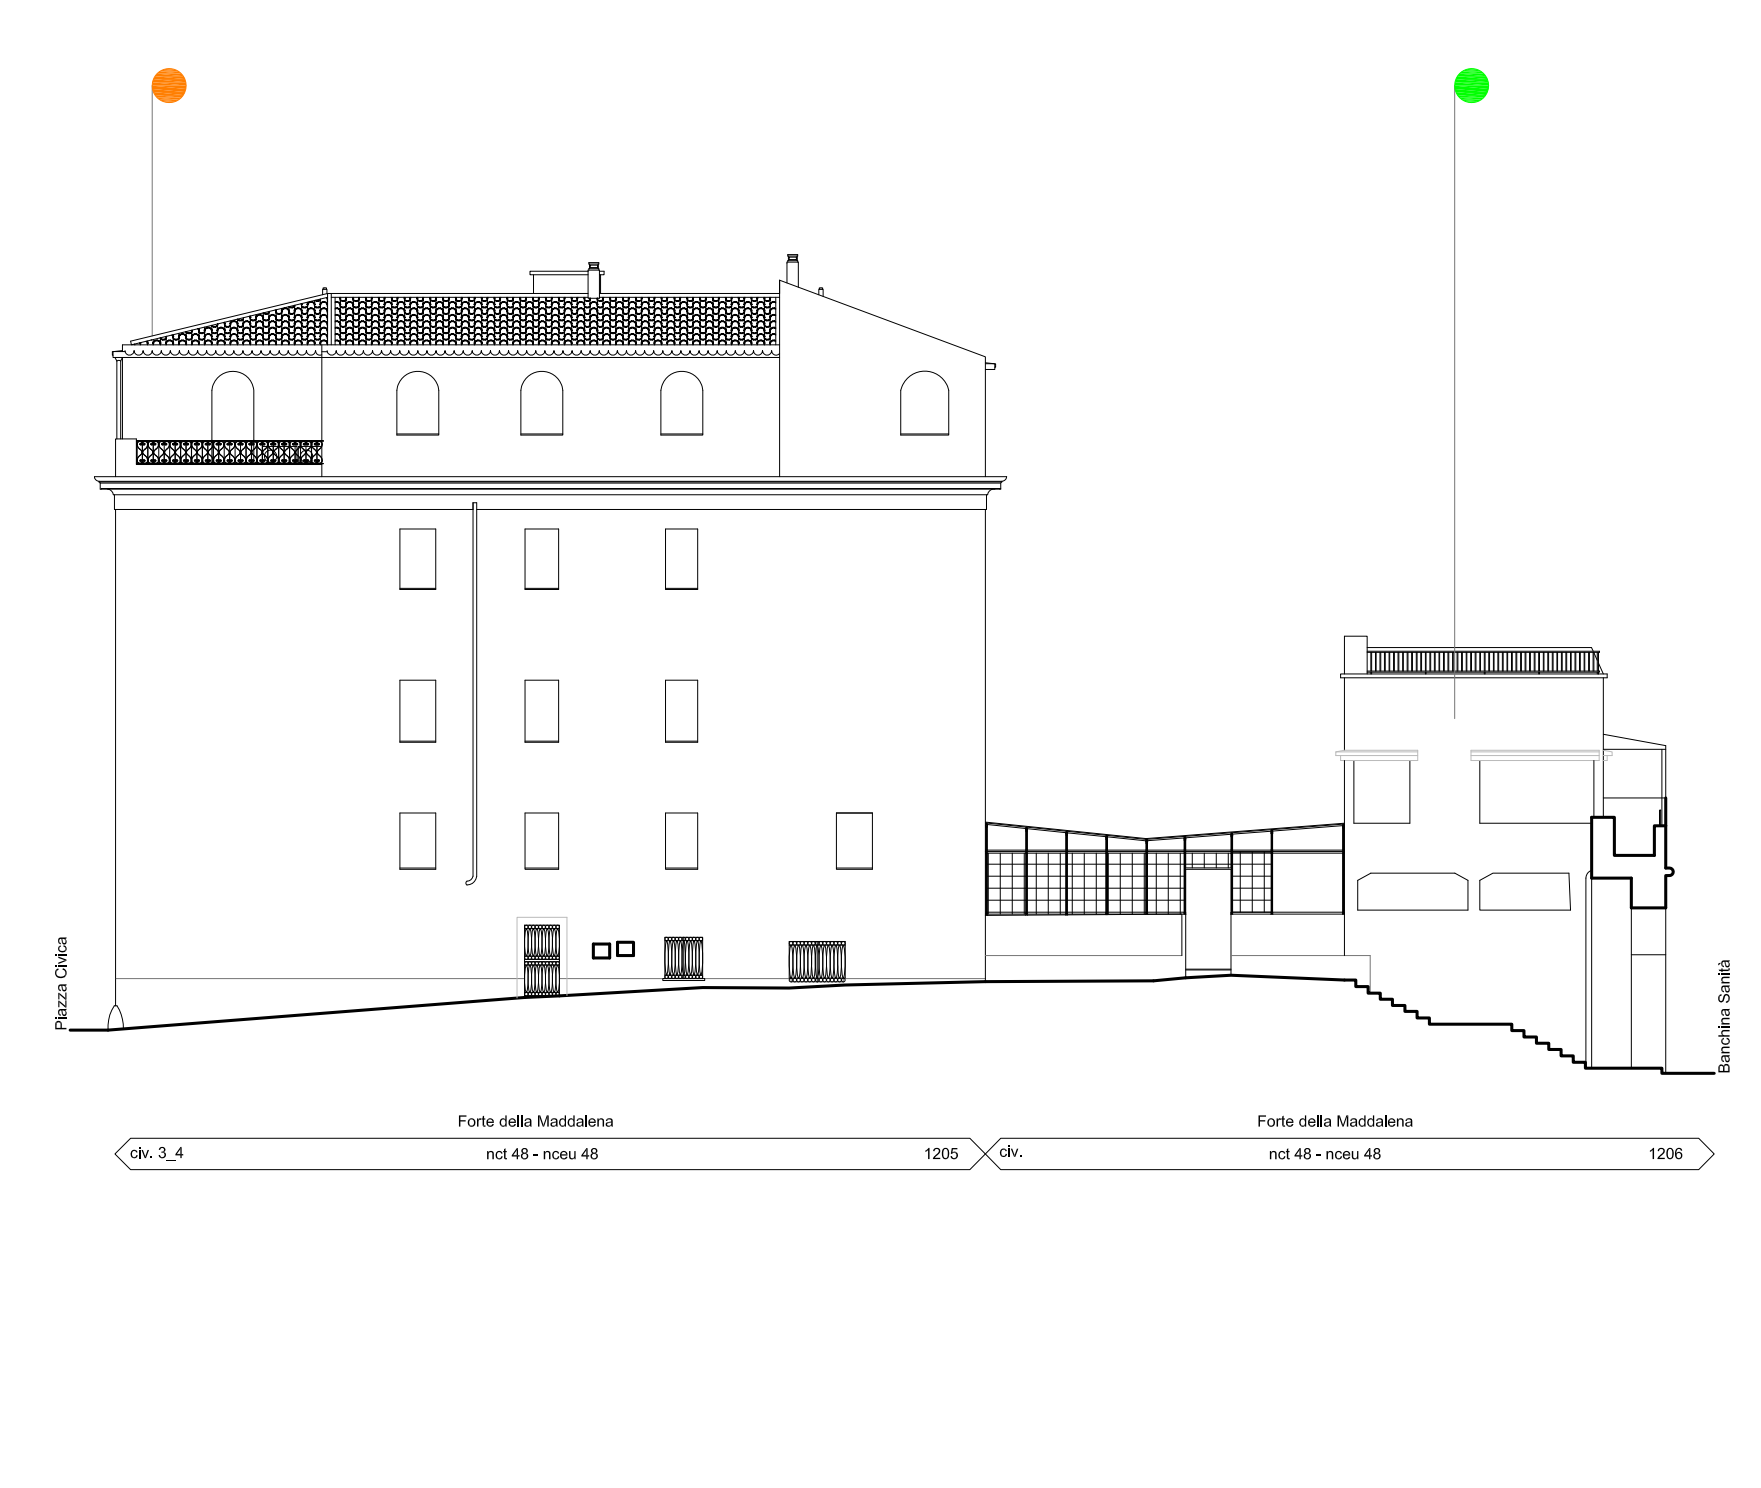 Piazza Civica
Banchina Sanità
Forte della Maddalena
Forte della Maddalena
civ. 3_4
nct 48 - nceu 48
1205
civ.
nct 48 - nceu 48
1206